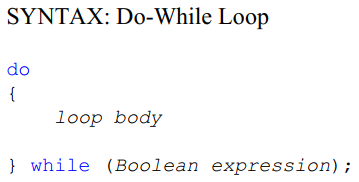 SYNTAX: Do-While Loop
do
{
    loop body
} while (Boolean expression);